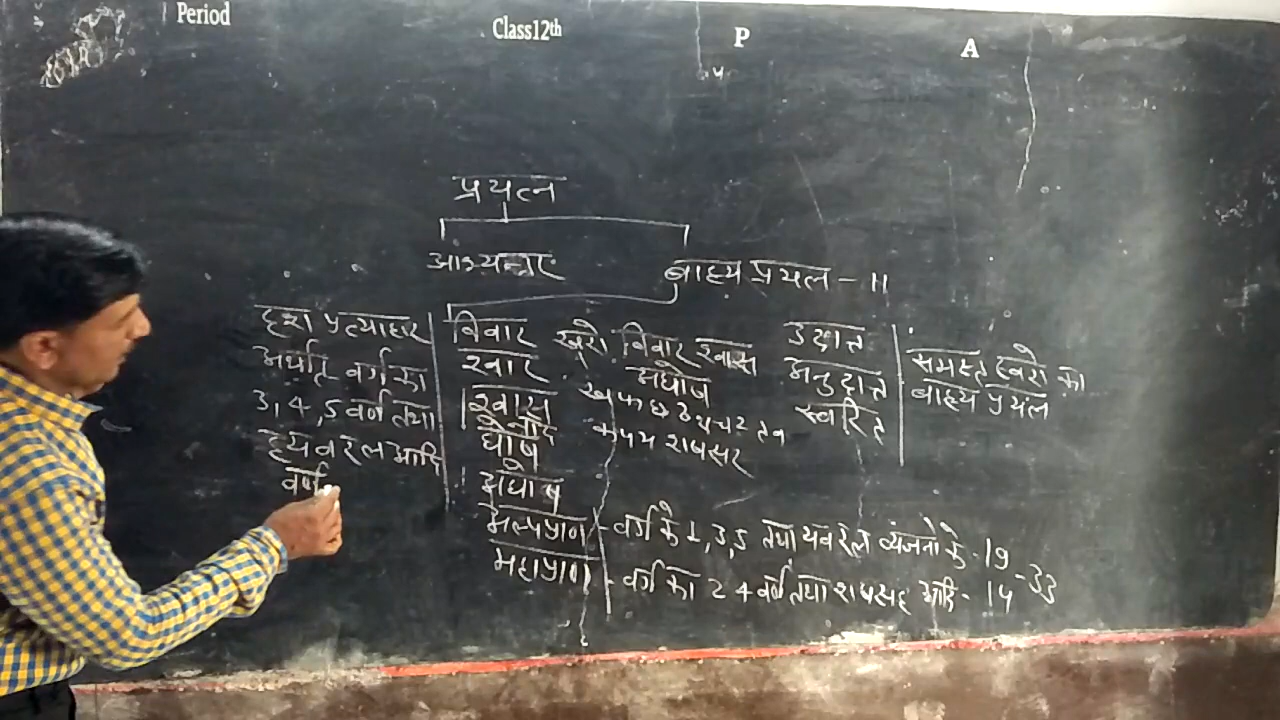 Period Class12th P A
प्रयत्न
आभ्यन्तर
बाह्य प्रयत्न - 11
हश प्रत्याहार
अर्थात् वर्ग का
3, 4, 5 वर्ण तथा
हयवरल आदि
वर्ण
विवार
श्वास
नाद
घोष
अघोष
अल्पप्राण - वर्ग के 1, 3, 5 तथा यवरल व्यंजनो के - 19
महाप्राण - वर्ग का 2 4 वर्ण तथा शषसह आदि - 14
- 33
खरो विवार श्वास
अघोष
ख फ छ ठ थ च ट त व
क प य शषसर
उदात्त
अनुदात्त
स्वरित
समस्त स्वरो का
बाह्य प्रयत्न